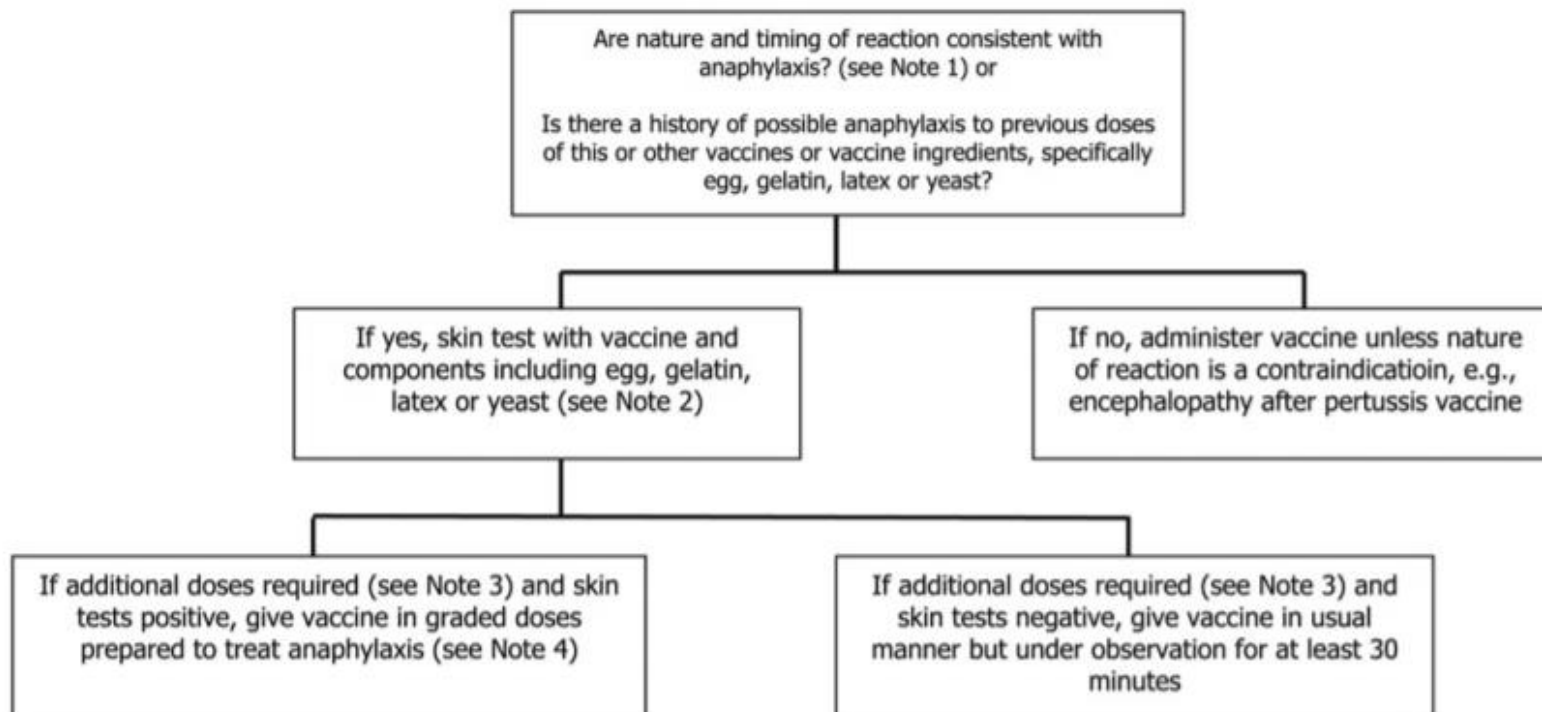 Are nature and timing of reaction consistent with
anaphylaxis? (see Note 1) or
Is there a history of possible anaphylaxis to previous doses
of this or other vaccines or vaccine ingredients, specifically
egg, gelatin, latex or yeast?
If yes, skin test with vaccine and
components including egg, gelatin,
latex or yeast (see Note 2)
If no, administer vaccine unless nature
of reaction is a contraindicatioin, e.g.,
encephalopathy after pertussis vaccine
If additional doses required (see Note 3) and skin
tests positive, give vaccine in graded doses
prepared to treat anaphylaxis (see Note 4)
If additional doses required (see Note 3) and
skin tests negative, give vaccine in usual
manner but under observation for at least 30
minutes